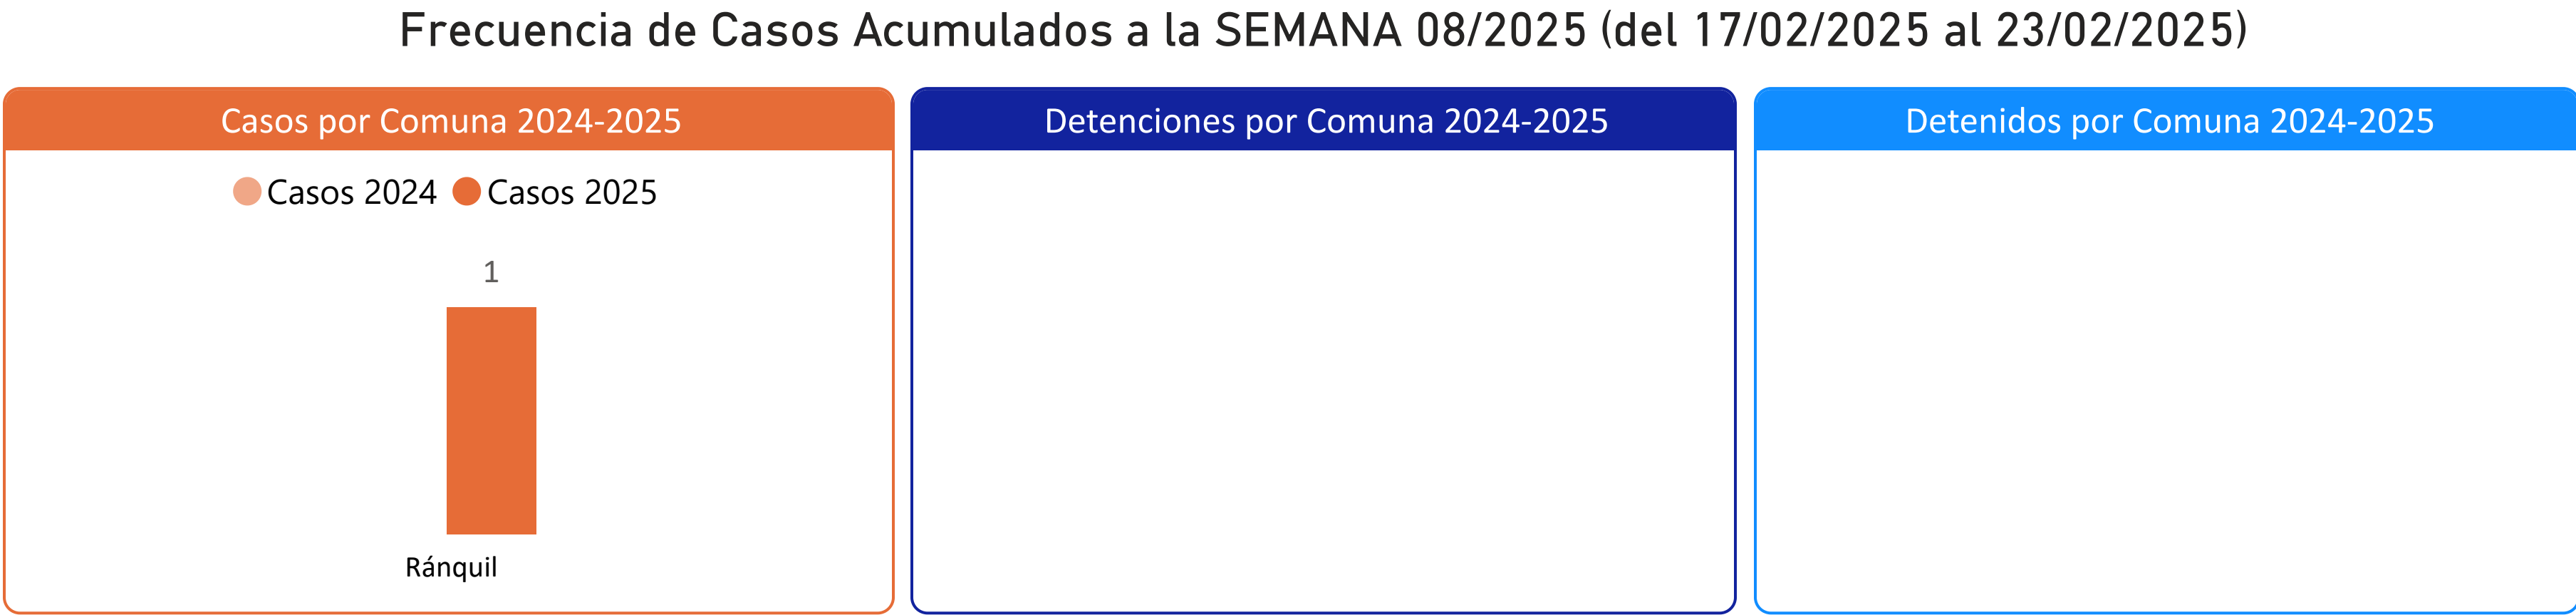 Frecuencia de Casos Acumulados a la SEMANA 08/2025 (del 17/02/2025 al 23/02/2025)
Casos por Comuna 2024-2025
Casos 2024 Casos 2025
1
Ránquil
Detenciones por Comuna 2024-2025
Detenidos por Comuna 2024-2025